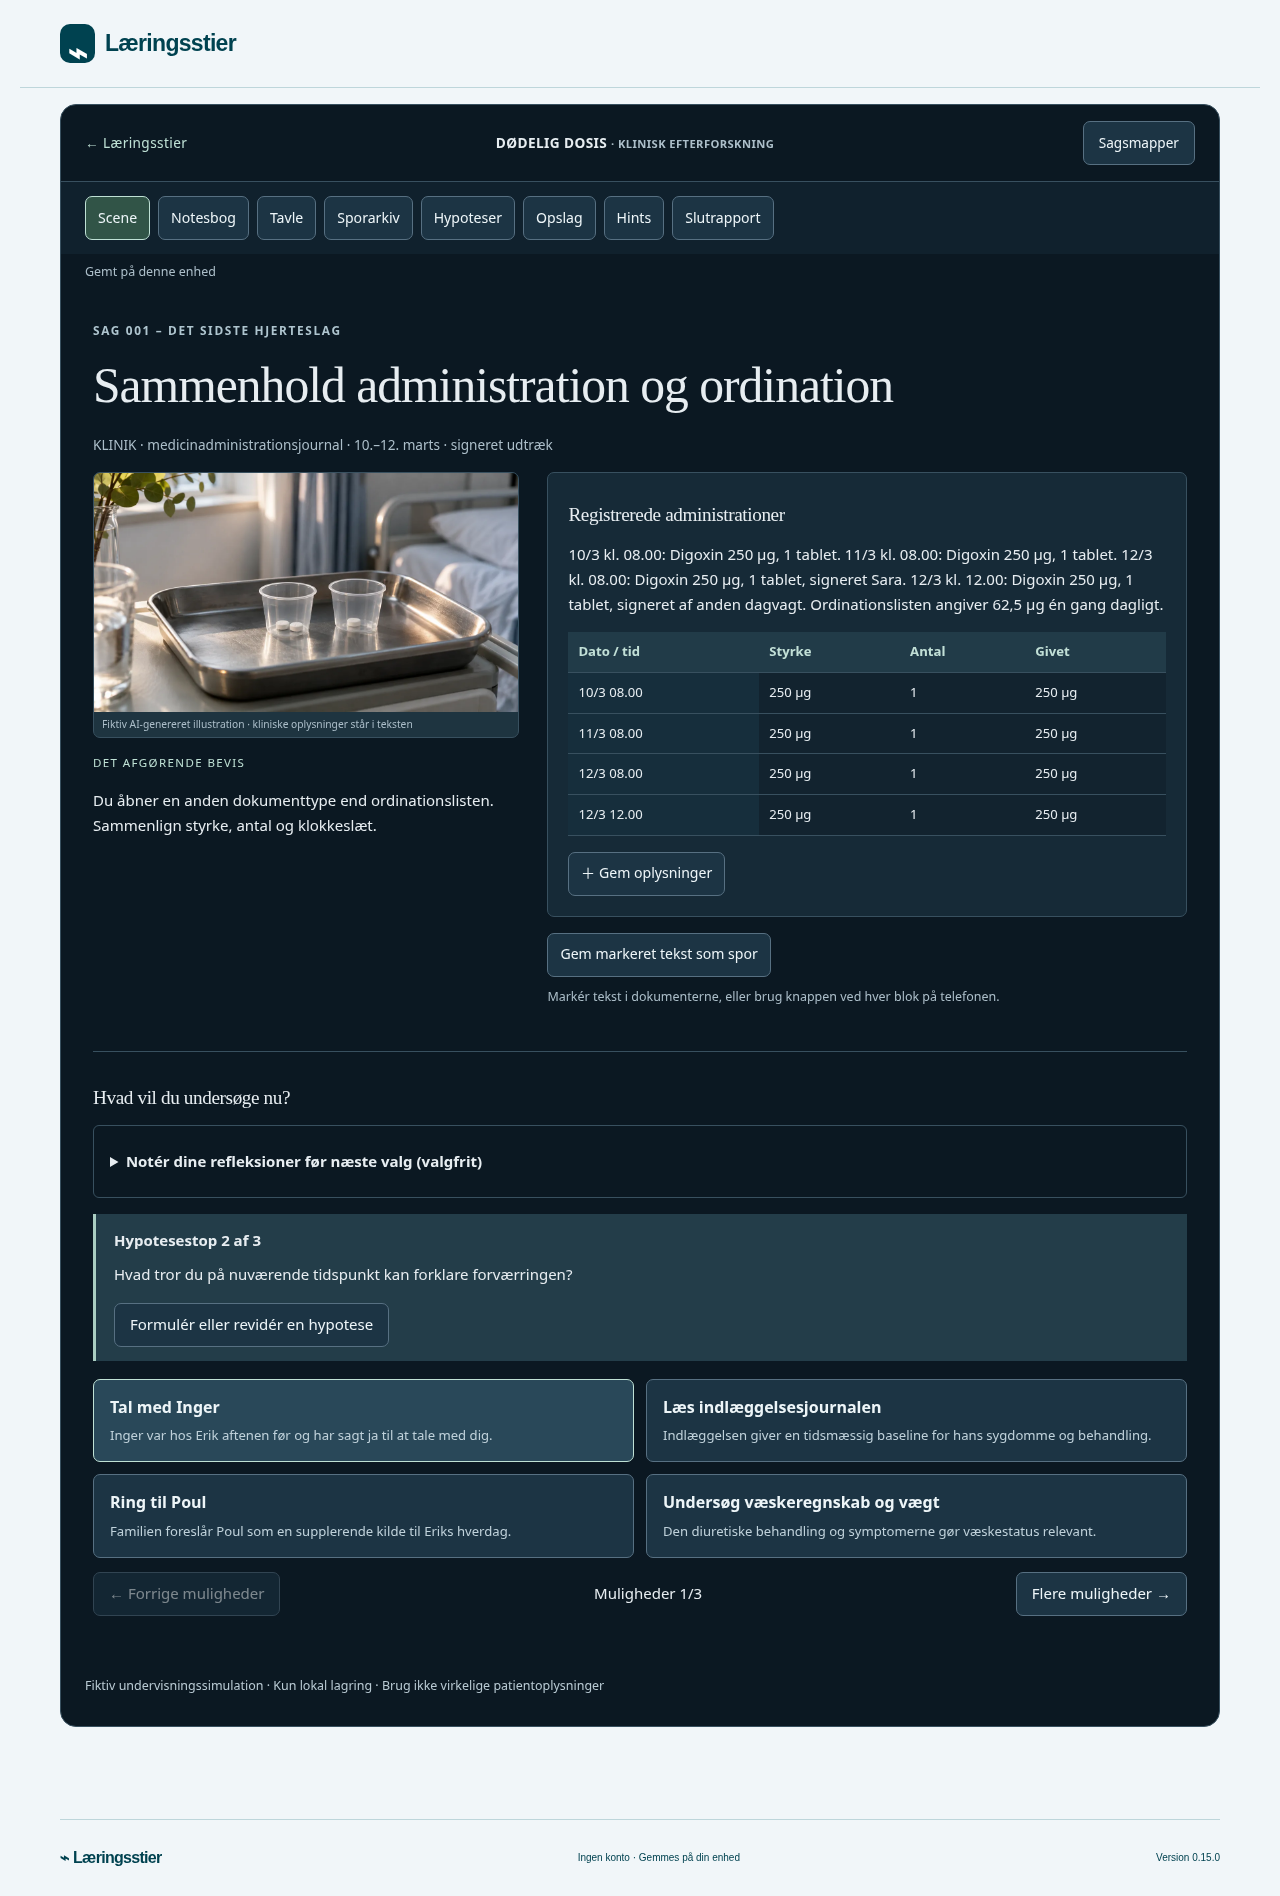 Læringsstier
← Læringsstier
DØDELIG DOSIS · KLINISK EFTERFORSKNING
Sagsmapper
Scene
Notesbog
Tavle
Sporarkiv
Hypoteser
Opslag
Hints
Slutrapport
Gemt på denne enhed
SAG 001 – DET SIDSTE HJERTESLAG
Sammenhold administration og ordination
KLINIK · medicinadministrationsjournal · 10.–12. marts · signeret udtræk
Fiktiv AI-genereret illustration · kliniske oplysninger står i teksten
DET AFGØRENDE BEVIS
Du åbner en anden dokumenttype end ordinationslisten.
Sammenlign styrke, antal og klokkeslæt.
Registrerede administrationer
10/3 kl. 08.00: Digoxin 250 µg, 1 tablet. 11/3 kl. 08.00: Digoxin 250 µg, 1 tablet. 12/3
kl. 08.00: Digoxin 250 µg, 1 tablet, signeret Sara. 12/3 kl. 12.00: Digoxin 250 µg, 1
tablet, signeret af anden dagvagt. Ordinationslisten angiver 62,5 µg én gang dagligt.
Dato / tid Styrke Antal Givet
10/3 08.00 250 µg 1 250 µg
11/3 08.00 250 µg 1 250 µg
12/3 08.00 250 µg 1 250 µg
12/3 12.00 250 µg 1 250 µg
＋ Gem oplysninger
Gem markeret tekst som spor
Markér tekst i dokumenterne, eller brug knappen ved hver blok på telefonen.
Hvad vil du undersøge nu?
▶ Notér dine refleksioner før næste valg (valgfrit)
Hypotesestop 2 af 3
Hvad tror du på nuværende tidspunkt kan forklare forværringen?
Formulér eller revidér en hypotese
Tal med Inger
Inger var hos Erik aftenen før og har sagt ja til at tale med dig.
Læs indlæggelsesjournalen
Indlæggelsen giver en tidsmæssig baseline for hans sygdomme og behandling.
Ring til Poul
Familien foreslår Poul som en supplerende kilde til Eriks hverdag.
Undersøg væskeregnskab og vægt
Den diuretiske behandling og symptomerne gør væskestatus relevant.
← Forrige muligheder
Muligheder 1/3
Flere muligheder →
Fiktiv undervisningssimulation · Kun lokal lagring · Brug ikke virkelige patientoplysninger
⌁ Læringsstier
Ingen konto · Gemmes på din enhed
Version 0.15.0